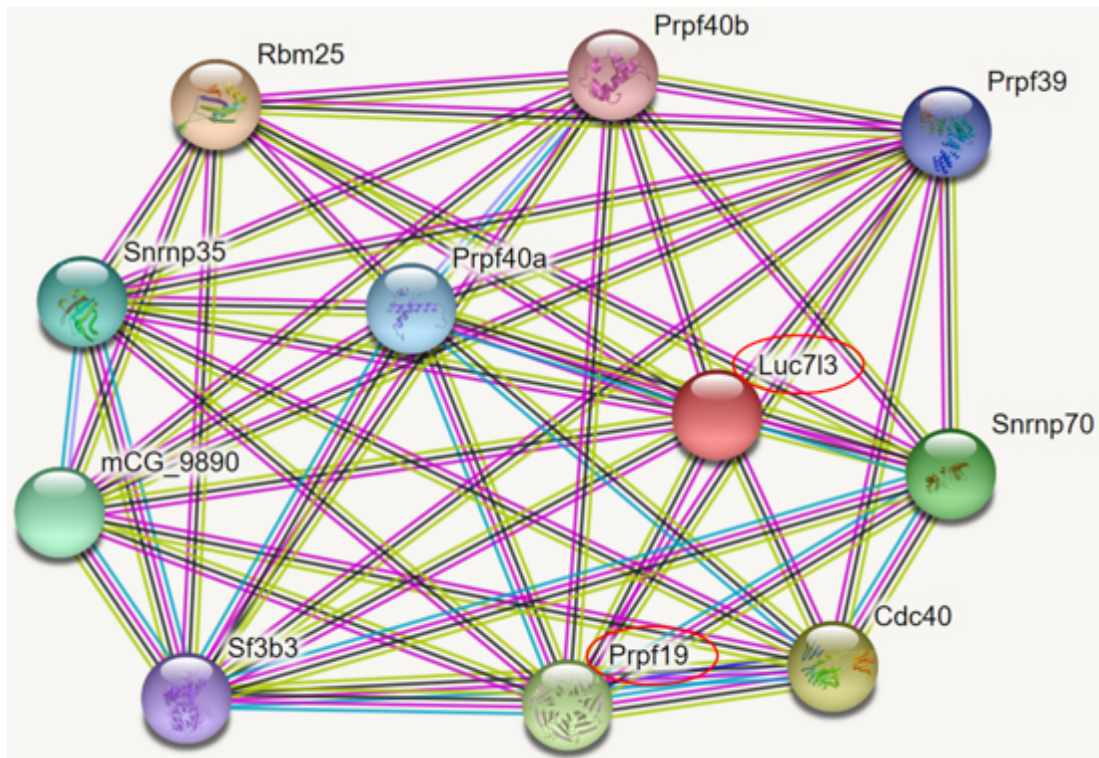 Prpf40b
Rbm25
Prpf39
Snrnp35
Prpf40a
Luc7l3
Snrnp70
mCG_9890
Cdc40
Sf3b3
Prpf19